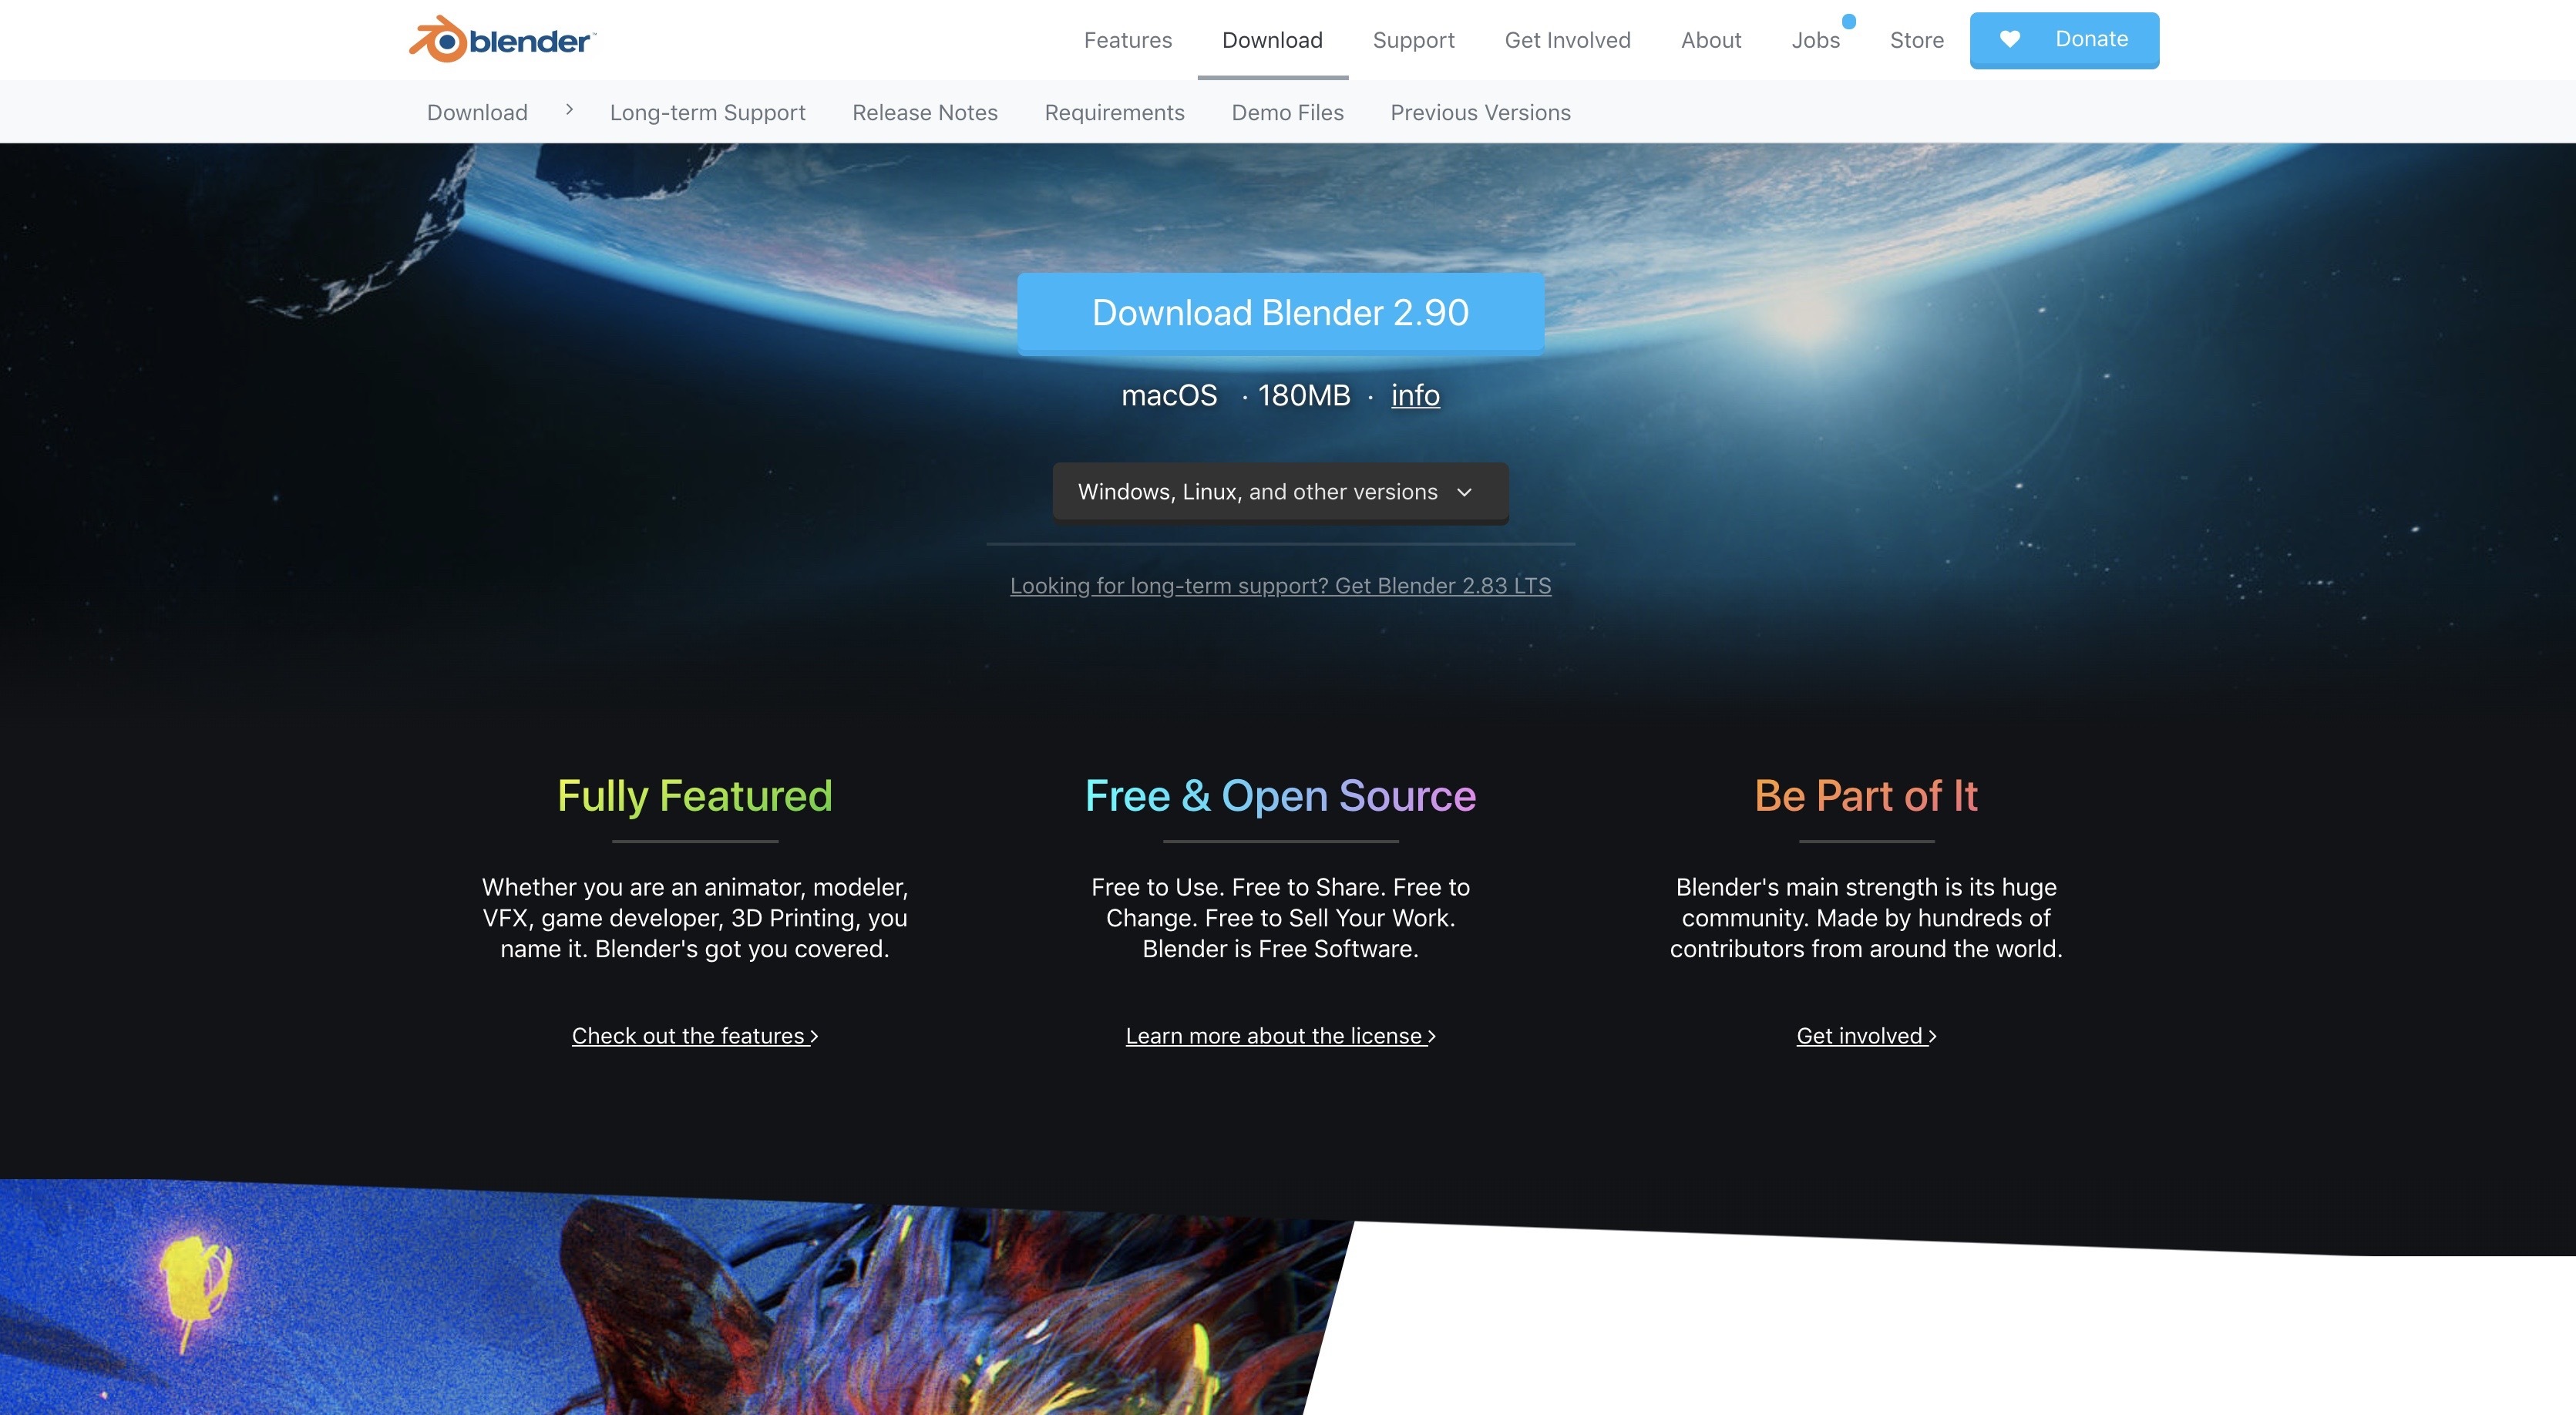 blender™
Features Download Support Get Involved About Jobs Store Donate
Download Long-term Support Release Notes Requirements Demo Files Previous Versions
Download Blender 2.90
macOS · 180MB · info
Windows, Linux, and other versions
Looking for long-term support? Get Blender 2.83 LTS
Fully Featured
Whether you are an animator, modeler,
VFX, game developer, 3D Printing, you
name it. Blender's got you covered.
Check out the features
Free & Open Source
Free to Use. Free to Share. Free to
Change. Free to Sell Your Work.
Blender is Free Software.
Learn more about the license
Be Part of It
Blender's main strength is its huge
community. Made by hundreds of
contributors from around the world.
Get involved